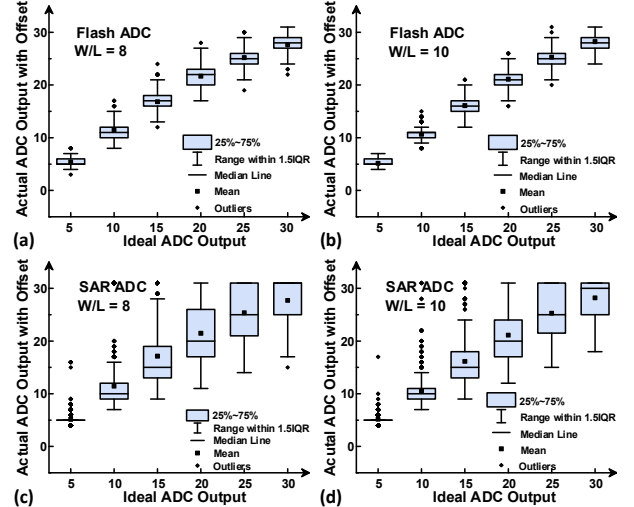 Actual ADC Output with Offset
30
20
10
0
Flash ADC
W/L = 8
25%~75%
Range within 1.5IQR
Median Line
Mean
Outliers
5 10 15 20 25 30
(a) Ideal ADC Output
Actual ADC Output with Offset
30
20
10
0
Flash ADC
W/L = 10
25%~75%
Range within 1.5IQR
Median Line
Mean
Outliers
5 10 15 20 25 30
(b) Ideal ADC Output
Actual ADC Output with Offset
30
20
10
0
SAR ADC
W/L = 8
25%~75%
Range within 1.5IQR
Median Line
Mean
Outliers
5 10 15 20 25 30
(c) Ideal ADC Output
Acutal ADC Output with Offset
30
20
10
0
SAR ADC
W/L = 10
25%~75%
Range within 1.5IQR
Median Line
Mean
Outliers
5 10 15 20 25 30
(d) Ideal ADC Output